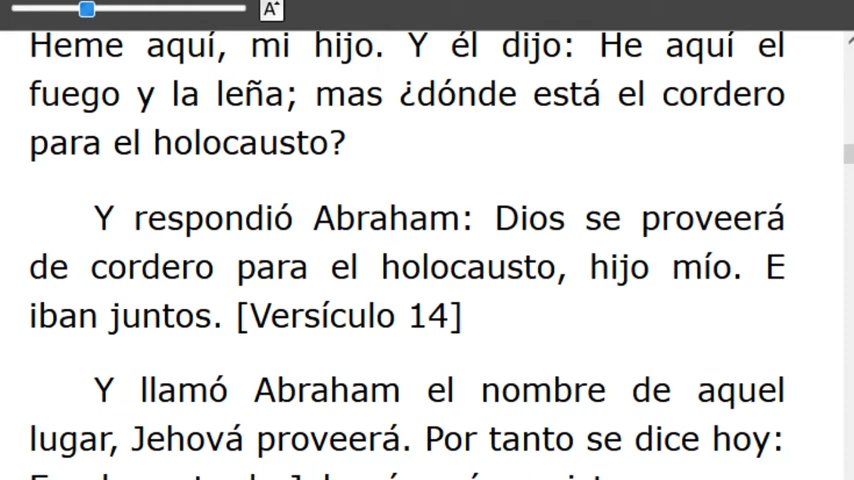 A
Heme aquí, mi hijo. Y él dijo: He aquí el
fuego y la leña; mas ¿dónde está el cordero
para el holocausto?
Y respondió Abraham: Dios se proveerá
de cordero para el holocausto, hijo mío. E
iban juntos. [Versículo 14]
Y llamó Abraham el nombre de aquel
lugar, Jehová proveerá. Por tanto se dice hoy: